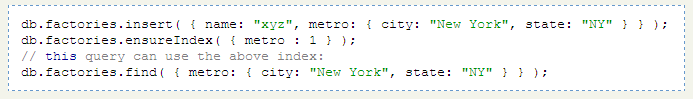 db.factories.insert( { name: "xyz", metro: { city: "New York", state: "NY" } } );
db.factories.ensureIndex( { metro : 1 } );
// this query can use the above index:
db.factories.find( { metro: { city: "New York", state: "NY" } } );